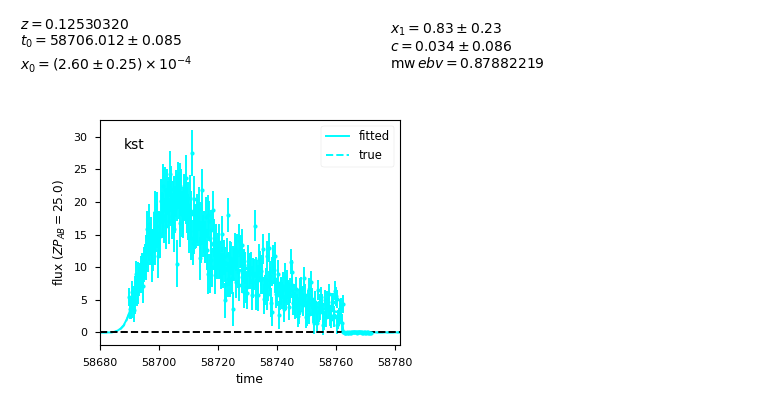 z = 0.12530320
t₀ = 58706.012 ± 0.085
x₀ = (2.60 ± 0.25) × 10⁻⁴
x₁ = 0.83 ± 0.23
c = 0.034 ± 0.086
mw ebv = 0.87882219
kst
fitted
true
flux (ZP_AB = 25.0)
30
25
20
15
10
5
0
58680 58700 58720 58740 58760 58780
time